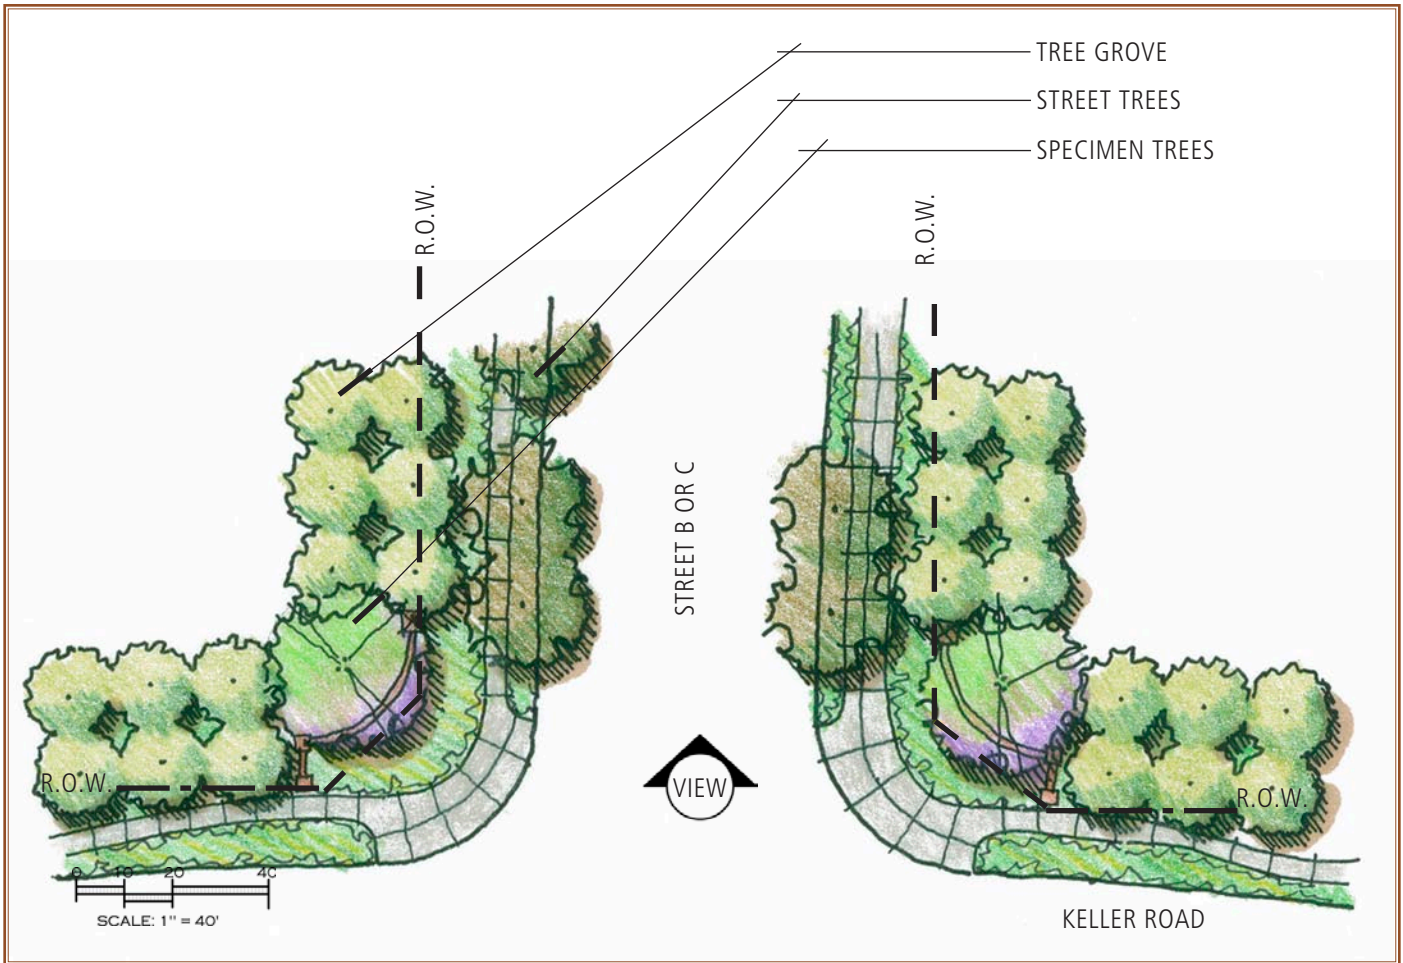 TREE GROVE
STREET TREES
SPECIMEN TREES
R.O.W.
R.O.W.
STREET B OR C
VIEW
R.O.W.
R.O.W.
0 10 20 40
SCALE: 1" = 40'
KELLER ROAD